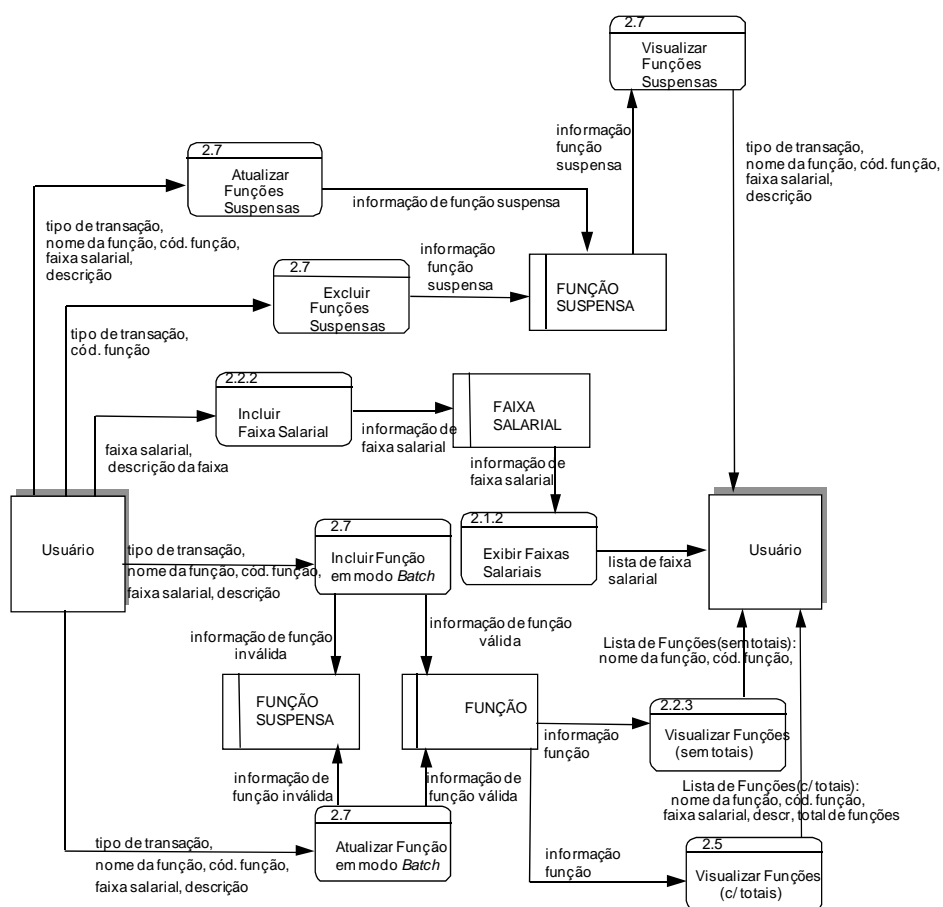 2.7
Visualizar
Funções
Suspensas
informação
função
suspensa
tipo de transação,
nome da função, cód. função,
faixa salarial,
descrição
2.7
Atualizar
Funções
Suspensas
informação de função suspensa
tipo de transação,
nome da função, cód. função,
faixa salarial,
descrição
2.7
Excluir
Funções
Suspensas
informação
função
suspensa
FUNÇÃO
SUSPENSA
tipo de transação,
cód. função
2.2.2
Incluir
Faixa Salarial
informação de
faixa salarial
FAIXA
SALARIAL
faixa salarial,
descrição da faixa
informação de
faixa salarial
Usuário
tipo de transação,
nome da função, cód. função,
faixa salarial, descrição
2.7
Incluir Função
em modo Batch
2.1.2
Exibir Faixas
Salariais
lista de faixa
salarial
Usuário
informação de função
inválida
informação de função
válida
Lista de Funções(sem totais):
nome da função, cód. função,
FUNÇÃO
SUSPENSA
FUNÇÃO
informação
função
2.2.3
Visualizar Funções
(sem totais)
informação de
função inválida
informação de
função válida
Lista de Funções(c/ totais):
nome da função, cód. função,
faixa salarial, descr, total de funções
tipo de transação,
nome da função, cód. função,
faixa salarial, descrição
2.7
Atualizar Função
em modo Batch
informação
função
2.5
Visualizar Funções
(c/ totais)